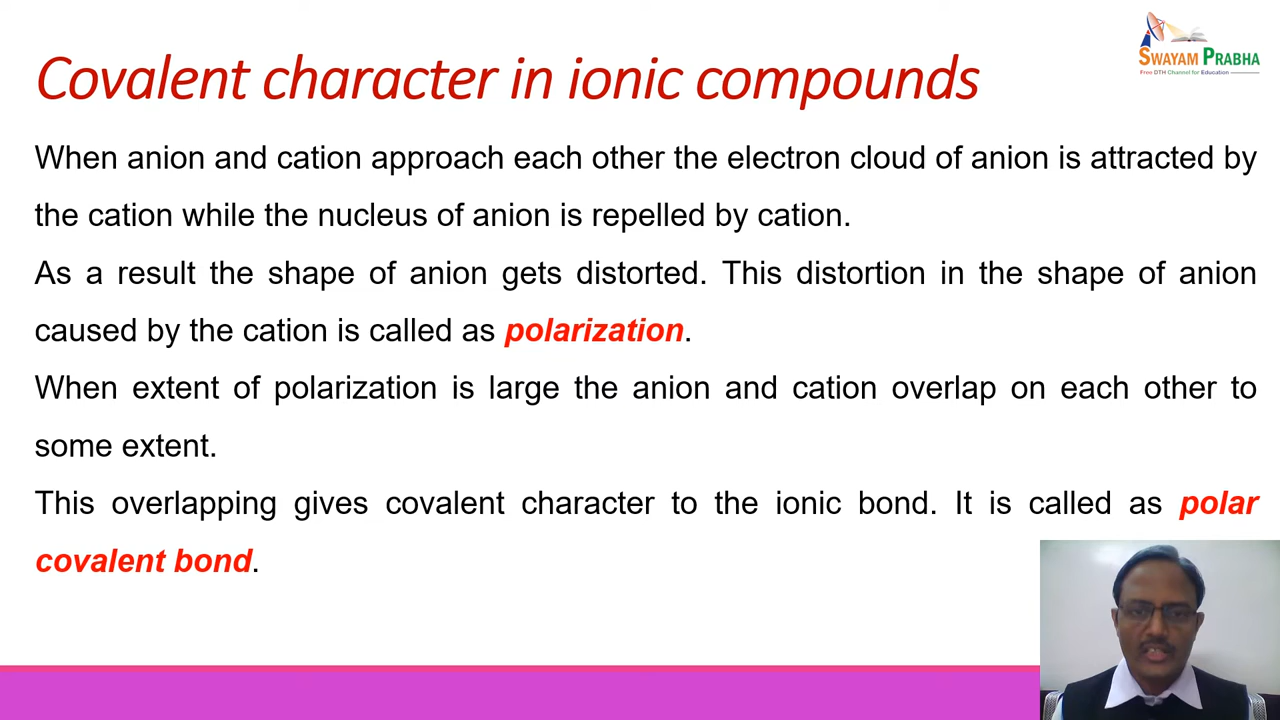 SWAYAM PRABHA
Free DTH Channel for Education
Covalent character in ionic compounds
When anion and cation approach each other the electron cloud of anion is attracted by
the cation while the nucleus of anion is repelled by cation.
As a result the shape of anion gets distorted. This distortion in the shape of anion
caused by the cation is called as polarization.
When extent of polarization is large the anion and cation overlap on each other to
some extent.
This overlapping gives covalent character to the ionic bond. It is called as polar
covalent bond.